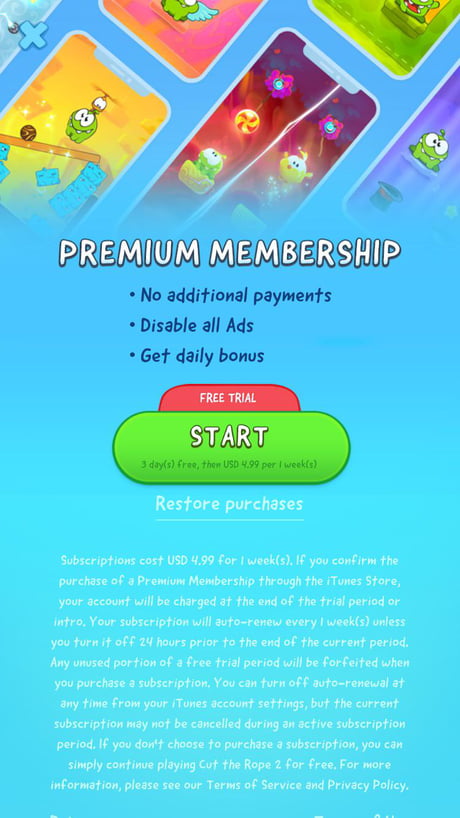 PREMIUM MEMBERSHIP
• No additional payments
• Disable all Ads
• Get daily bonus
FREE TRIAL
START
3 day(s) free, then USD 4.99 per 1 week(s)
Restore purchases
Subscriptions cost USD 4.99 for 1 week(s). If you confirm the
purchase of a Premium Membership through the iTunes Store,
your account will be charged at the end of the trial period or
intro. Your subscription will auto-renew every 1 week(s) unless
you turn it off 24 hours prior to the end of the current period.
Any unused portion of a free trial period will be forfeited when
you purchase a subscription. You can turn off auto-renewal at
any time from your iTunes account settings, but the current
subscription may not be cancelled during an active subscription
period. If you don't choose to purchase a subscription, you can
simply continue playing Cut the Rope 2 for free. For more
information, please see our Terms of Service and Privacy Policy.